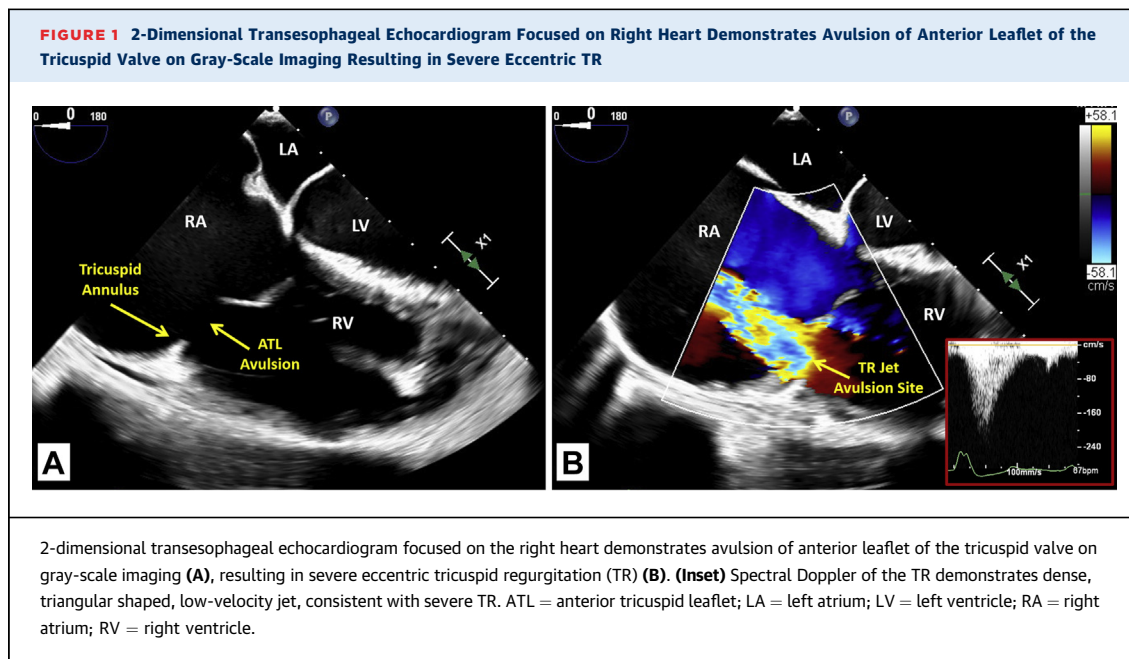 FIGURE 1 2-Dimensional Transesophageal Echocardiogram Focused on Right Heart Demonstrates Avulsion of Anterior Leaflet of the
Tricuspid Valve on Gray-Scale Imaging Resulting in Severe Eccentric TR
0 0 180
P
LA
RA
LV
X1
Tricuspid
Annulus
ATL
Avulsion
RV
A
0 0 180
P
+58.1
LA
LV
RA
X1
-58.1
cm/s
RV
TR Jet
Avulsion Site
cm/s
-80
-160
-240
100mm/s
67bpm
B
2-dimensional transesophageal echocardiogram focused on the right heart demonstrates avulsion of anterior leaflet of the tricuspid valve on
gray-scale imaging (A), resulting in severe eccentric tricuspid regurgitation (TR) (B). (Inset) Spectral Doppler of the TR demonstrates dense,
triangular shaped, low-velocity jet, consistent with severe TR. ATL = anterior tricuspid leaflet; LA = left atrium; LV = left ventricle; RA = right
atrium; RV = right ventricle.